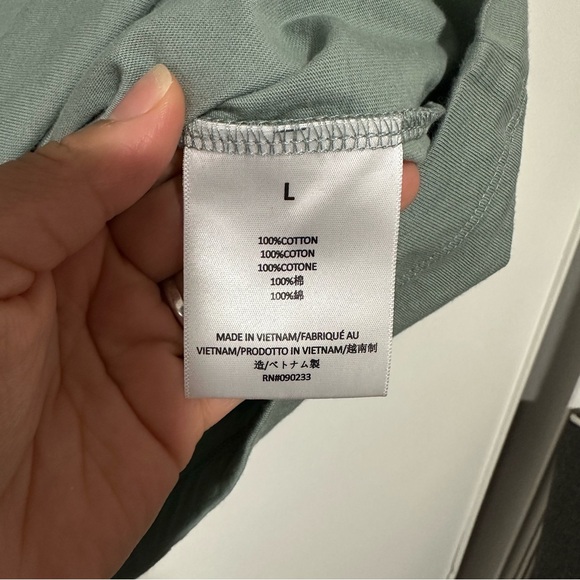 L
100%COTTON
100%COTON
100%COTONE
100%棉
100%綿
MADE IN VIETNAM/FABRIQUÉ AU
VIETNAM/PRODOTTO IN VIETNAM/越南制
造/ベトナム製
RN#090233